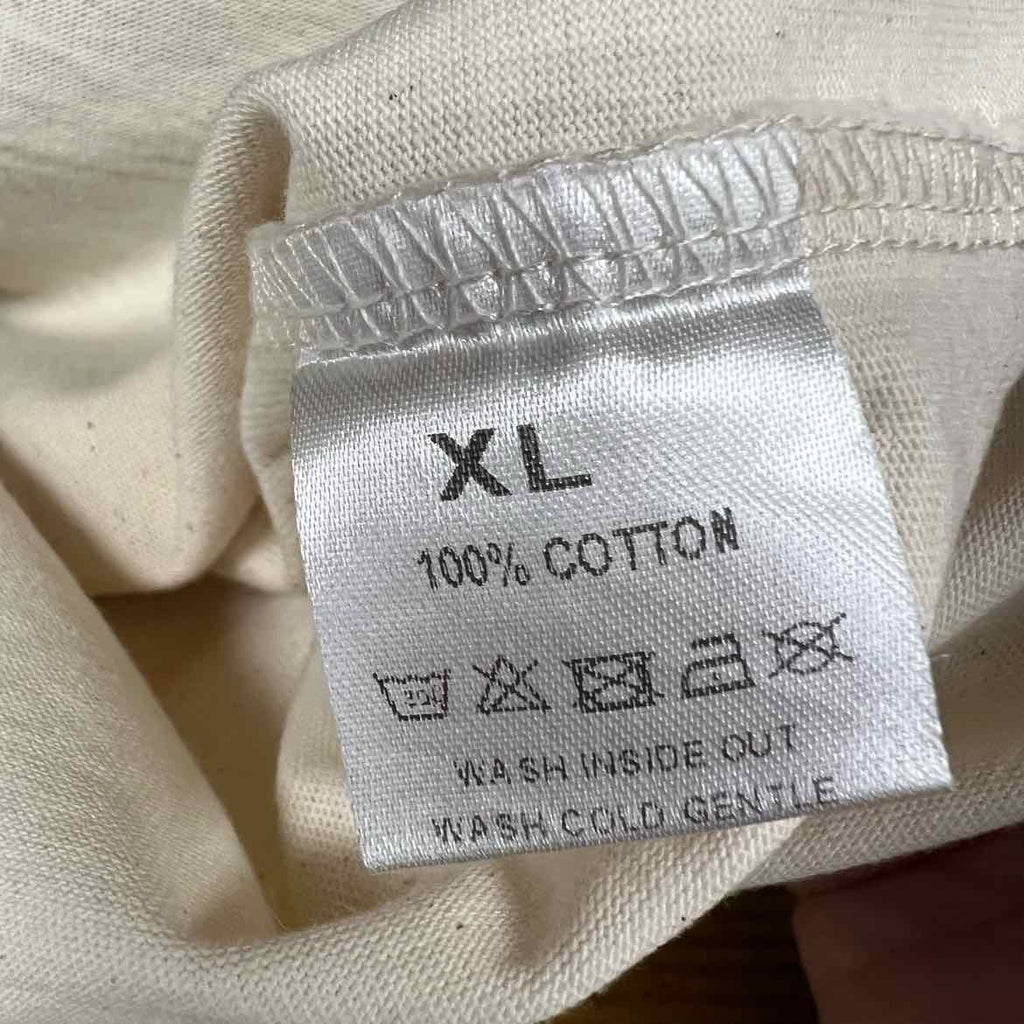 XL
100% COTTON
WASH INSIDE OUT
WASH COLD GENTLE